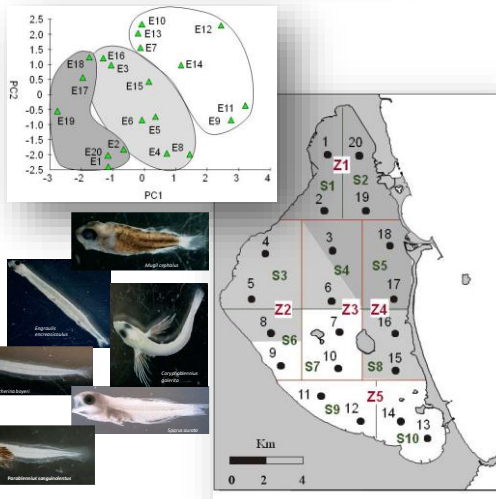 2.5
2.0
1.5
1.0
0.5
0.0
-0.5
-1.0
-1.5
-2.0
-2.5
PC2
-3 -2 -1 0 1 2 3 4
PC1
E10
E13
E7
E12
E18
E16
E3
E14
E17
E15
E19
E6
E5
E11
E9
E20
E2
E1
E4
E8
Mugil cephalus
Engraulis
encrasicolus
Coryphoblennius
galerita
therina boyeri
Sparus aurata
Parablennius sanguinolentus
1 20
Z1
S1 S2
2 19
4 3 18
S3 S4 S5
5 6 17
Z2 Z3 Z4
8 7 16
S6
9 10 15
S7 S8
11 Z5
S9 12 14 13
S10
Km
0 2 4